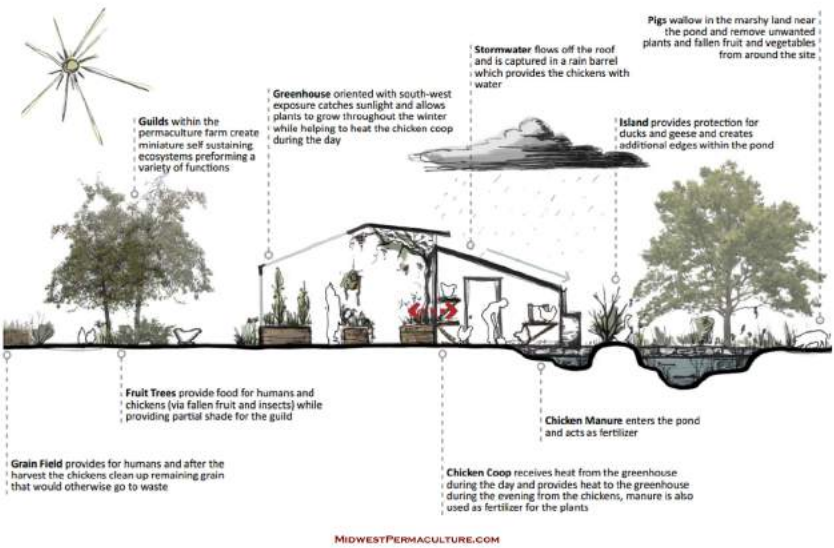 Pigs wallow in the marshy land near
the pond and remove unwanted
plants and fallen fruit and vegetables
from around the site
Stormwater flows off the roof
and is captured in a rain barrel
which provides the chickens with
water
Greenhouse oriented with south-west
exposure catches sunlight and allows
plants to grow throughout the winter
while helping to heat the chicken coop
during the day
Guilds within the
permaculture farm create
miniature self sustaining
ecosystems preforming a
variety of functions
Island provides protection for
ducks and geese and creates
additional edges within the pond
Fruit Trees provide food for humans and
chickens (via fallen fruit and insects) while
providing partial shade for the guild
Chicken Manure enters the pond
and acts as fertilizer
Grain Field provides for humans and after the
harvest the chickens clean up remaining grain
that would otherwise go to waste
Chicken Coop receives heat from the greenhouse
during the day and provides heat to the greenhouse
during the evening from the chickens, manure is also
used as fertilizer for the plants
MIDWESTPERMACULTURE.COM